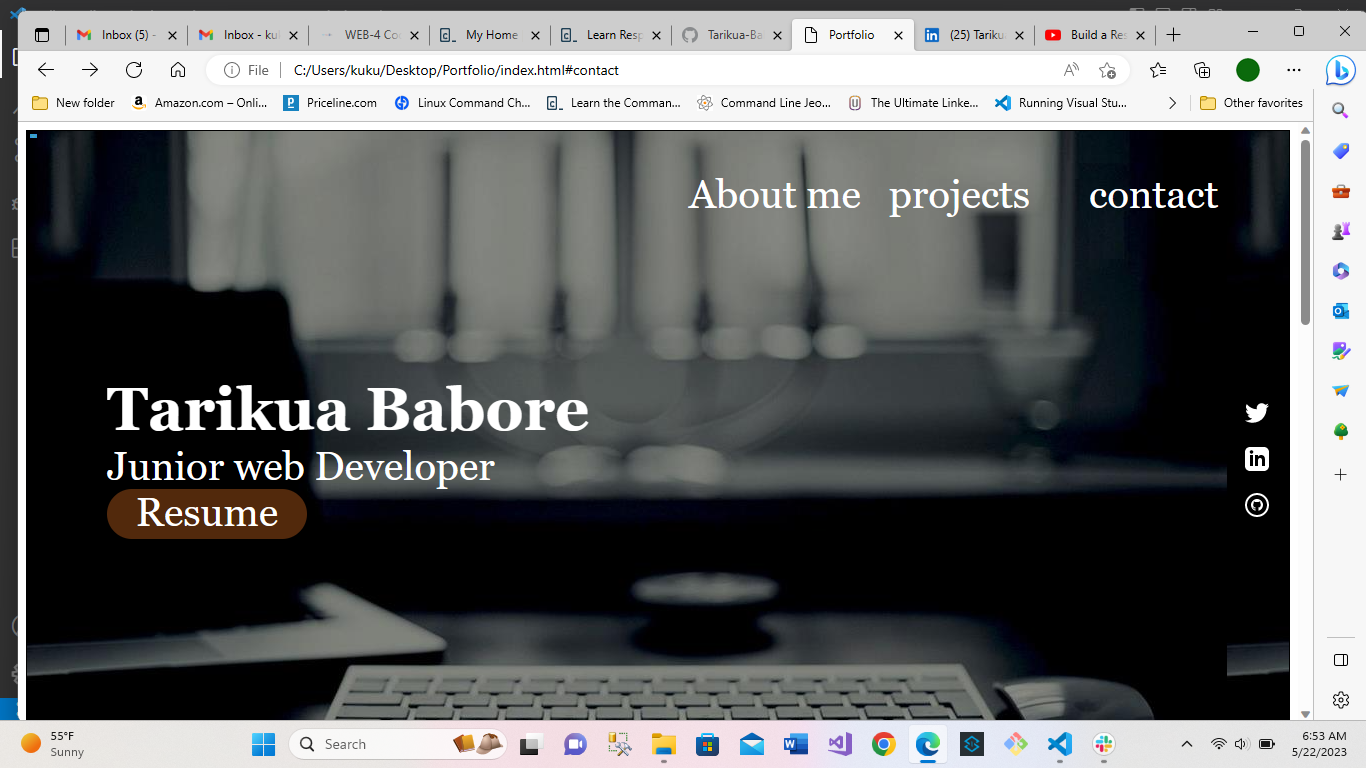 Inbox (5) -
Inbox - kul
WEB-4 Co
My Home
Learn Resp
Tarikua-Ba
Portfolio
(25) Tariku
Build a Res
File
C:/Users/kuku/Desktop/Portfolio/index.html#contact
New folder
Amazon.com – Onli...
Priceline.com
Linux Command Ch...
Learn the Comman...
Command Line Jeo...
The Ultimate Linke...
Running Visual Stu...
Other favorites
About me projects contact
Tarikua Babore
Junior web Developer
Resume
55°F
Sunny
Search
6:53 AM
5/22/2023